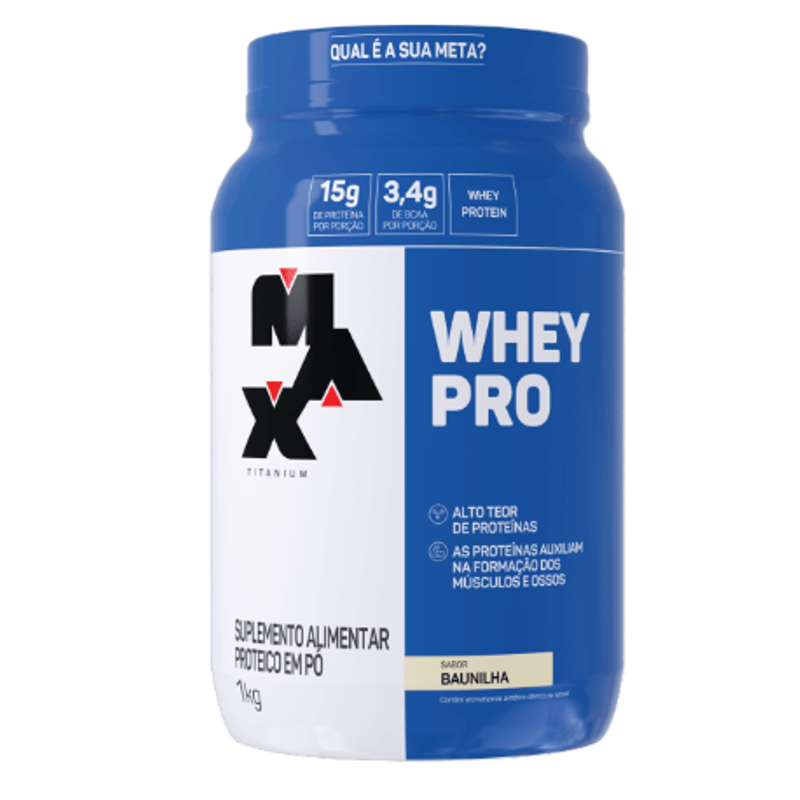 QUAL É A SUA META?
15g
DE PROTEÍNA
POR PORÇÃO
3,4g
DE BCAA
POR PORÇÃO
WHEY
PROTEIN
MAX
TITANIUM
WHEY
PRO
ALTO TEOR
DE PROTEÍNAS
AS PROTEÍNAS AUXILIAM
NA FORMAÇÃO DOS
MÚSCULOS E OSSOS
SUPLEMENTO ALIMENTAR
PROTEICO EM PÓ
1kg
SABOR
BAUNILHA